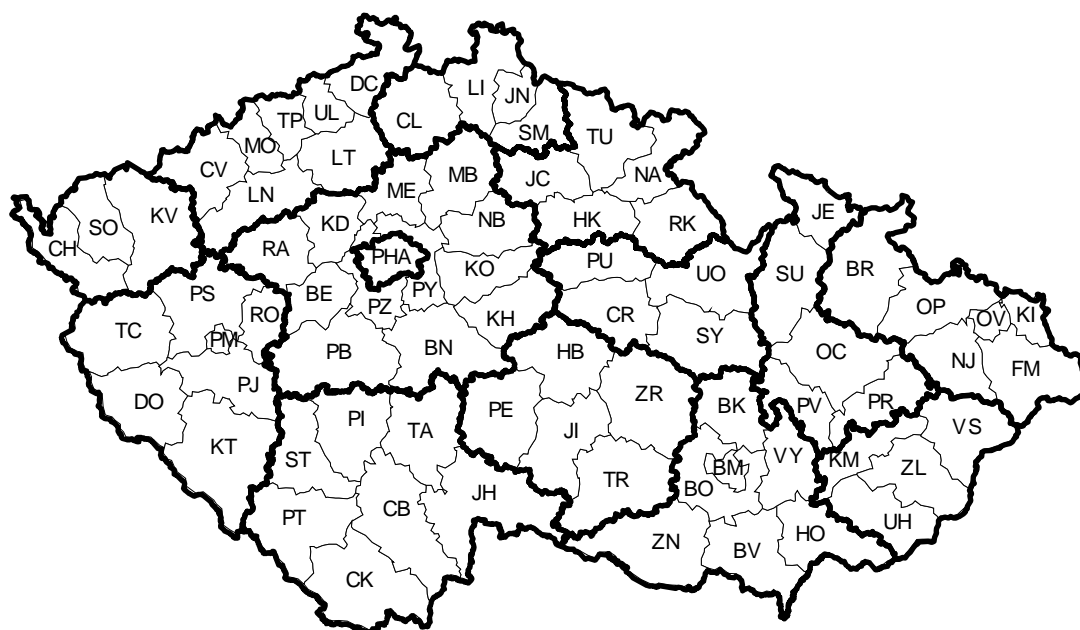 DC
LI
JN
TP
UL
CL
SM
TU
MO
LT
CV
ME
MB
JC
NA
LN
SO
KV
KD
NB
HK
RK
JE
CH
RA
PHA
KO
PU
UO
SU
BR
PS
BE
PZ
PY
TC
RO
KH
CR
OP
OV
KI
PM
PB
BN
SY
HB
OC
NJ
FM
PJ
DO
ZR
PE
BK
PV
PR
PI
TA
JI
VS
KT
ST
VY
KM
BM
ZL
TR
BO
JH
PT
CB
UH
ZN
BV
HO
CK